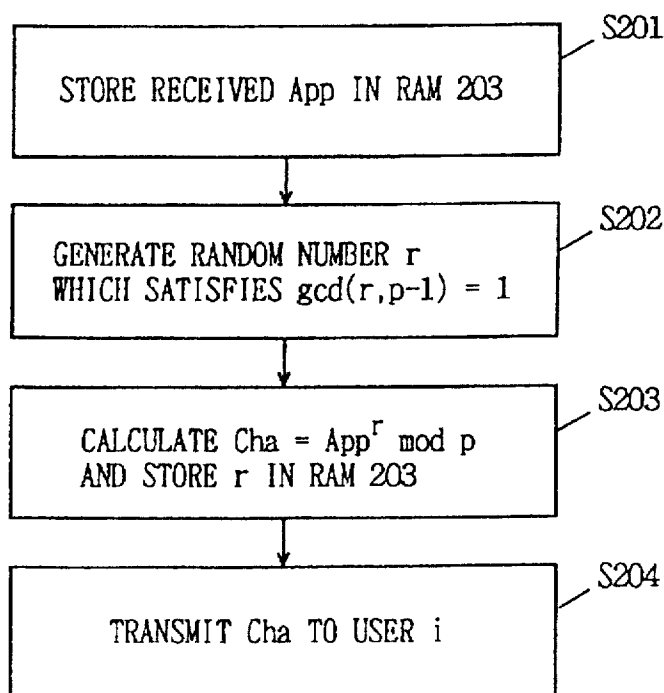 S201
STORE RECEIVED App IN RAM 203
S202
GENERATE RANDOM NUMBER r
WHICH SATISFIES gcd(r,p-1) = 1
S203
CALCULATE Cha = App^r mod p
AND STORE r IN RAM 203
S204
TRANSMIT Cha TO USER i